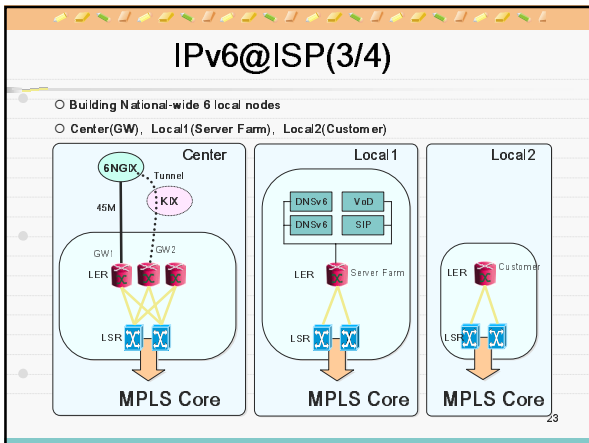 IPv6@ISP(3/4)
Building National-wide 6 local nodes
Center(GW), Local1(Server Farm), Local2(Customer)
Center
6NGIX
Tunnel
KIX
45M
GW1
GW2
LER
LSR
MPLS Core
Local1
DNSv6
VoD
DNSv6
SIP
LER
Server Farm
LSR
MPLS Core
Local2
LER
Customer
LSR
MPLS Core
23